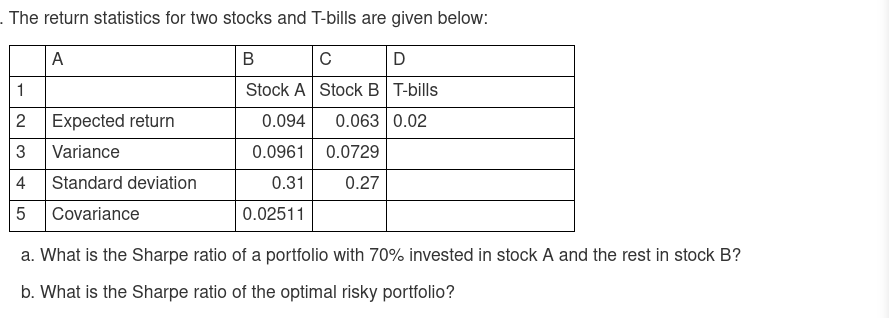 . The return statistics for two stocks and T-bills are given below:
A B C D
1 Stock A Stock B T-bills
2 Expected return 0.094 0.063 0.02
3 Variance 0.0961 0.0729
4 Standard deviation 0.31 0.27
5 Covariance 0.02511
a. What is the Sharpe ratio of a portfolio with 70% invested in stock A and the rest in stock B?
b. What is the Sharpe ratio of the optimal risky portfolio?